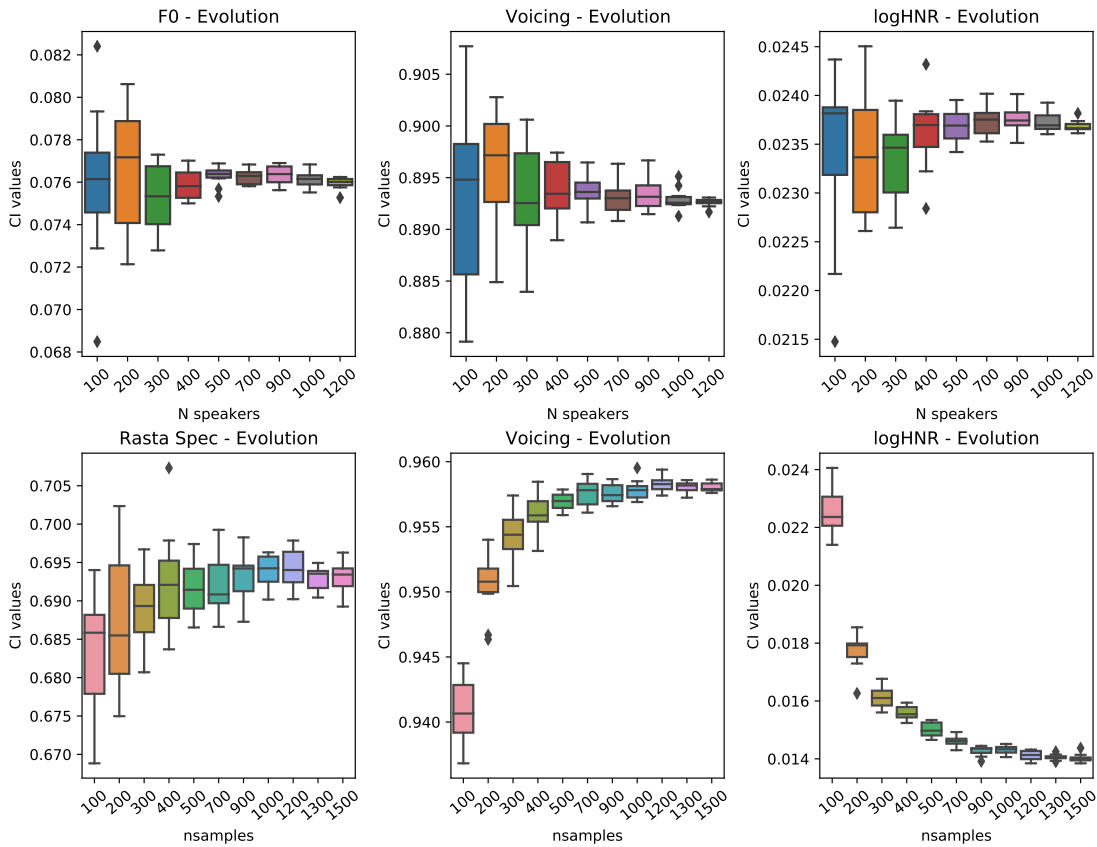 F0 - Evolution
CI values
0.082
0.080
0.078
0.076
0.074
0.072
0.070
0.068
100 200 300 400 500 700 900 1000 1200
N speakers
Voicing - Evolution
CI values
0.905
0.900
0.895
0.890
0.885
0.880
100 200 300 400 500 700 900 1000 1200
N speakers
logHNR - Evolution
CI values
0.0245
0.0240
0.0235
0.0230
0.0225
0.0220
0.0215
100 200 300 400 500 700 900 1000 1200
N speakers
Rasta Spec - Evolution
CI values
0.705
0.700
0.695
0.690
0.685
0.680
0.675
0.670
100 200 300 400 500 700 900 1000 1200 1300 1500
nsamples
Voicing - Evolution
CI values
0.960
0.955
0.950
0.945
0.940
100 200 300 400 500 700 900 1000 1200 1300 1500
nsamples
logHNR - Evolution
CI values
0.024
0.022
0.020
0.018
0.016
0.014
100 200 300 400 500 700 900 1000 1200 1300 1500
nsamples